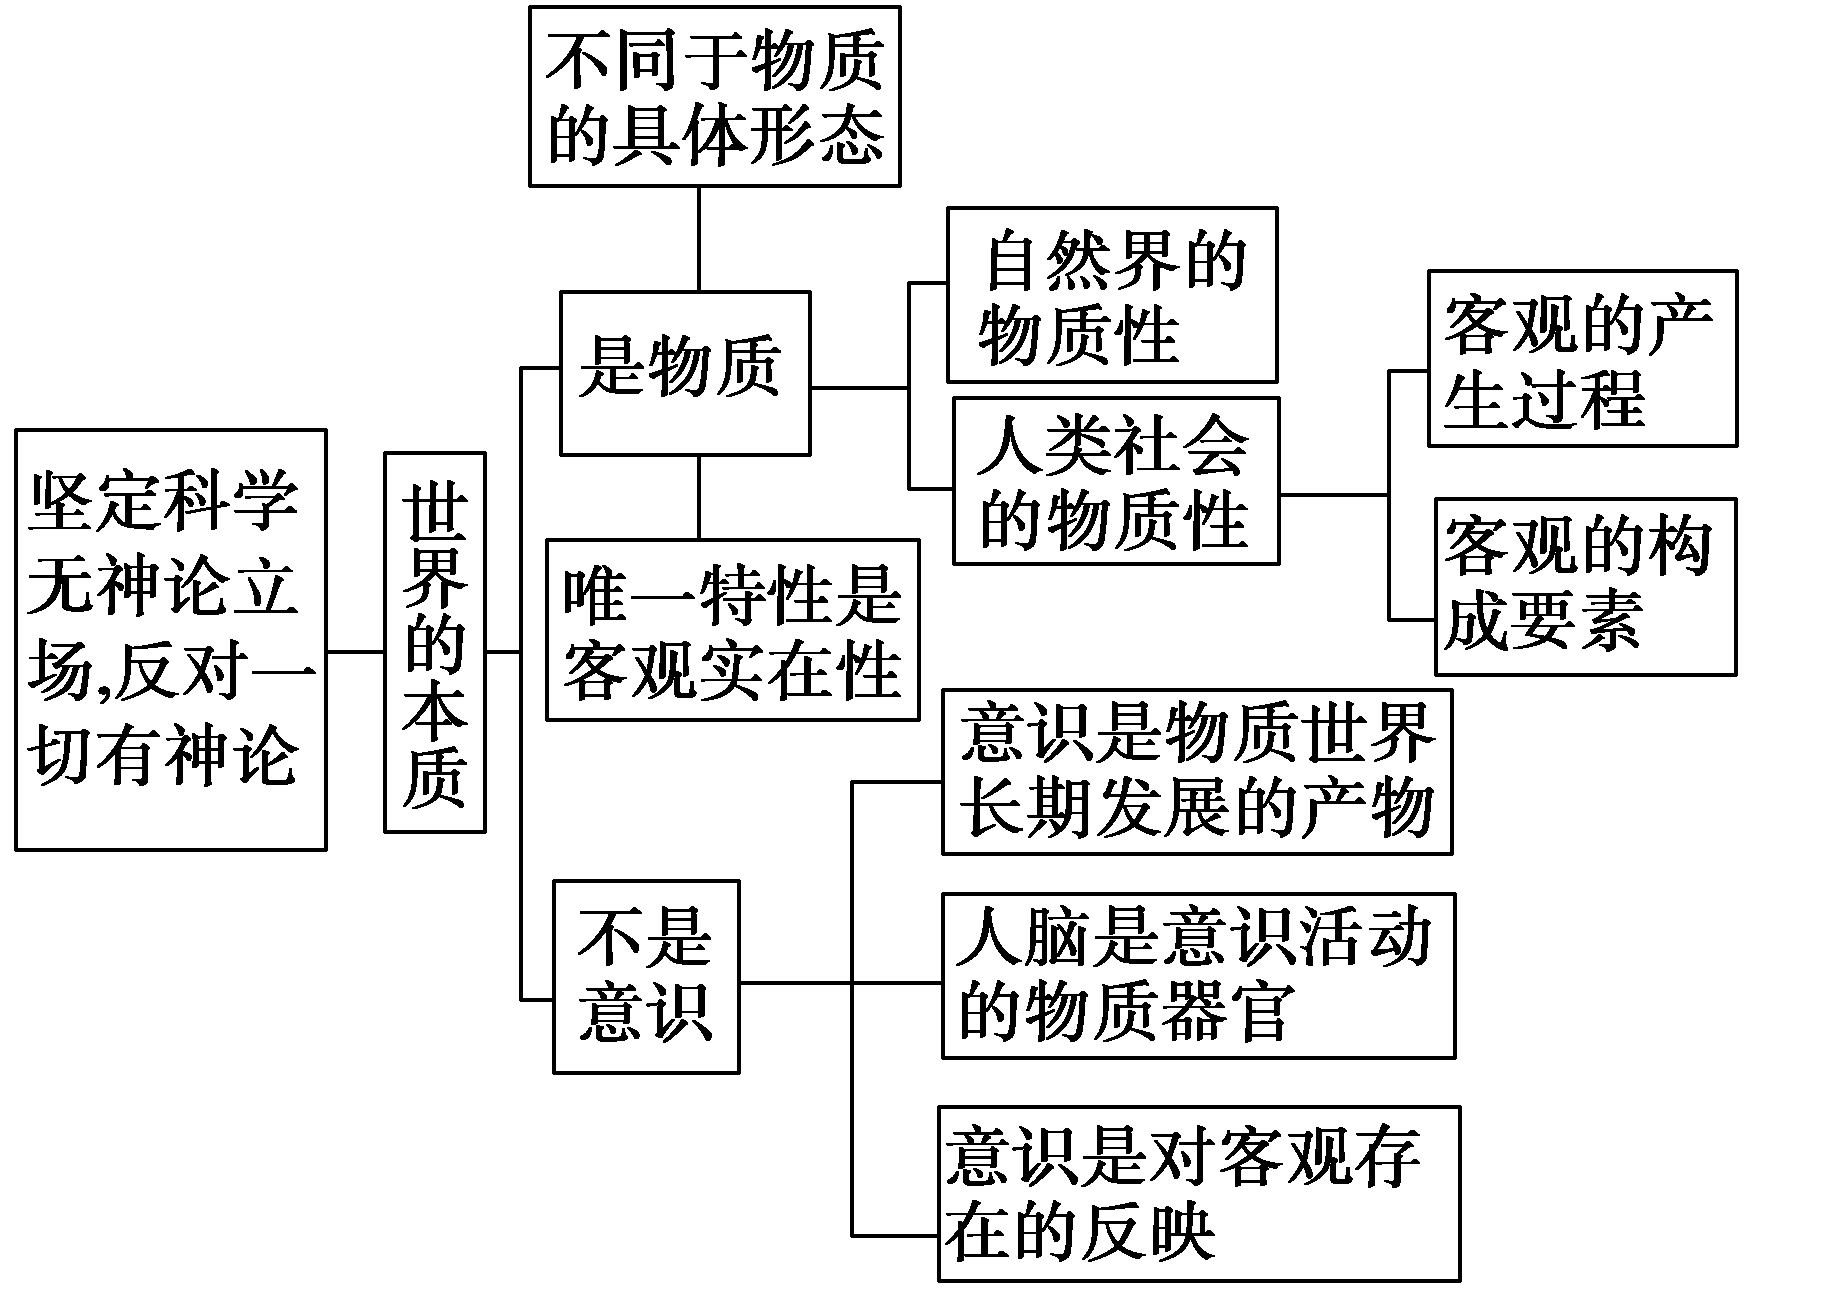 不同于物质
的具体形态
自然界的
物质性
客观的产
生过程
是物质
人类社会
的物质性
坚定科学
无神论立
场,反对一
切有神论
世界的本质
客观的构
成要素
唯一特性是
客观实在性
意识是物质世界
长期发展的产物
不是
意识
人脑是意识活动
的物质器官
意识是对客观存
在的反映